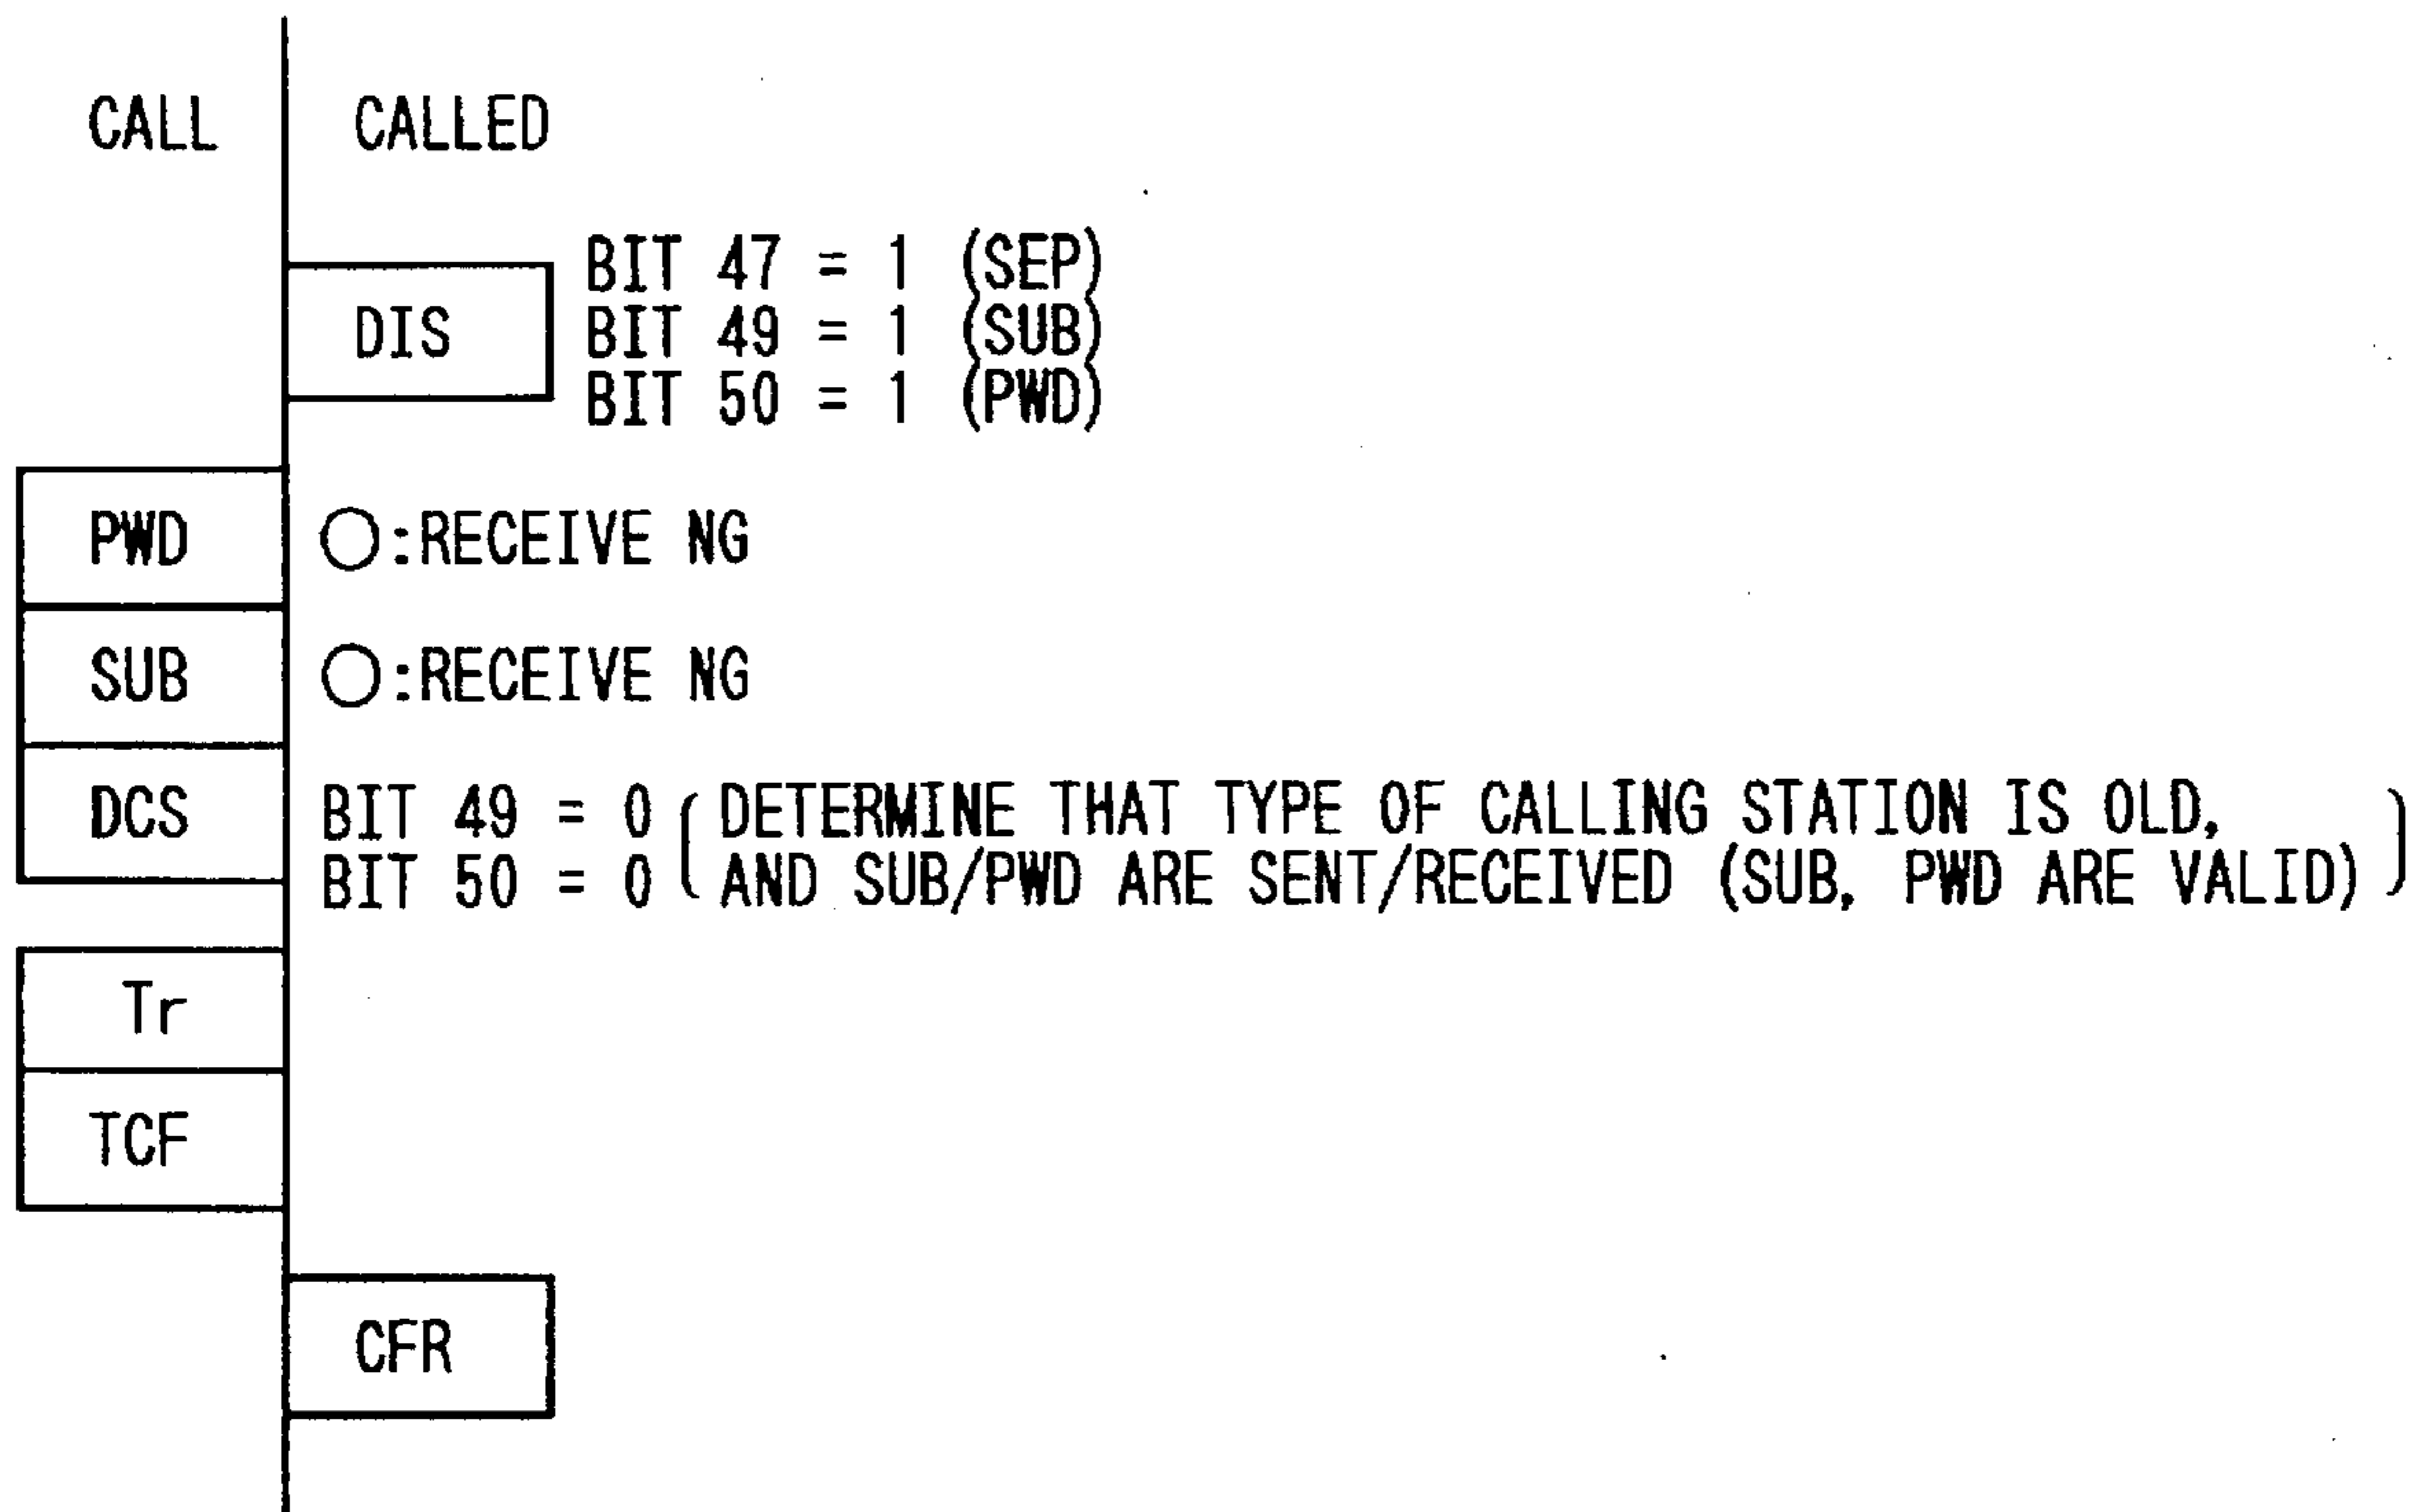 CALL CALLED
BIT 47 = 1 (SEP)
DIS BIT 49 = 1 (SUB)
BIT 50 = 1 (PWD)
PWD ○:RECEIVE NG
SUB ○:RECEIVE NG
DCS BIT 49 = 0 ( DETERMINE THAT TYPE OF CALLING STATION IS OLD,
BIT 50 = 0 AND SUB/PWD ARE SENT/RECEIVED (SUB, PWD ARE VALID) )
Tr
TCF
CFR